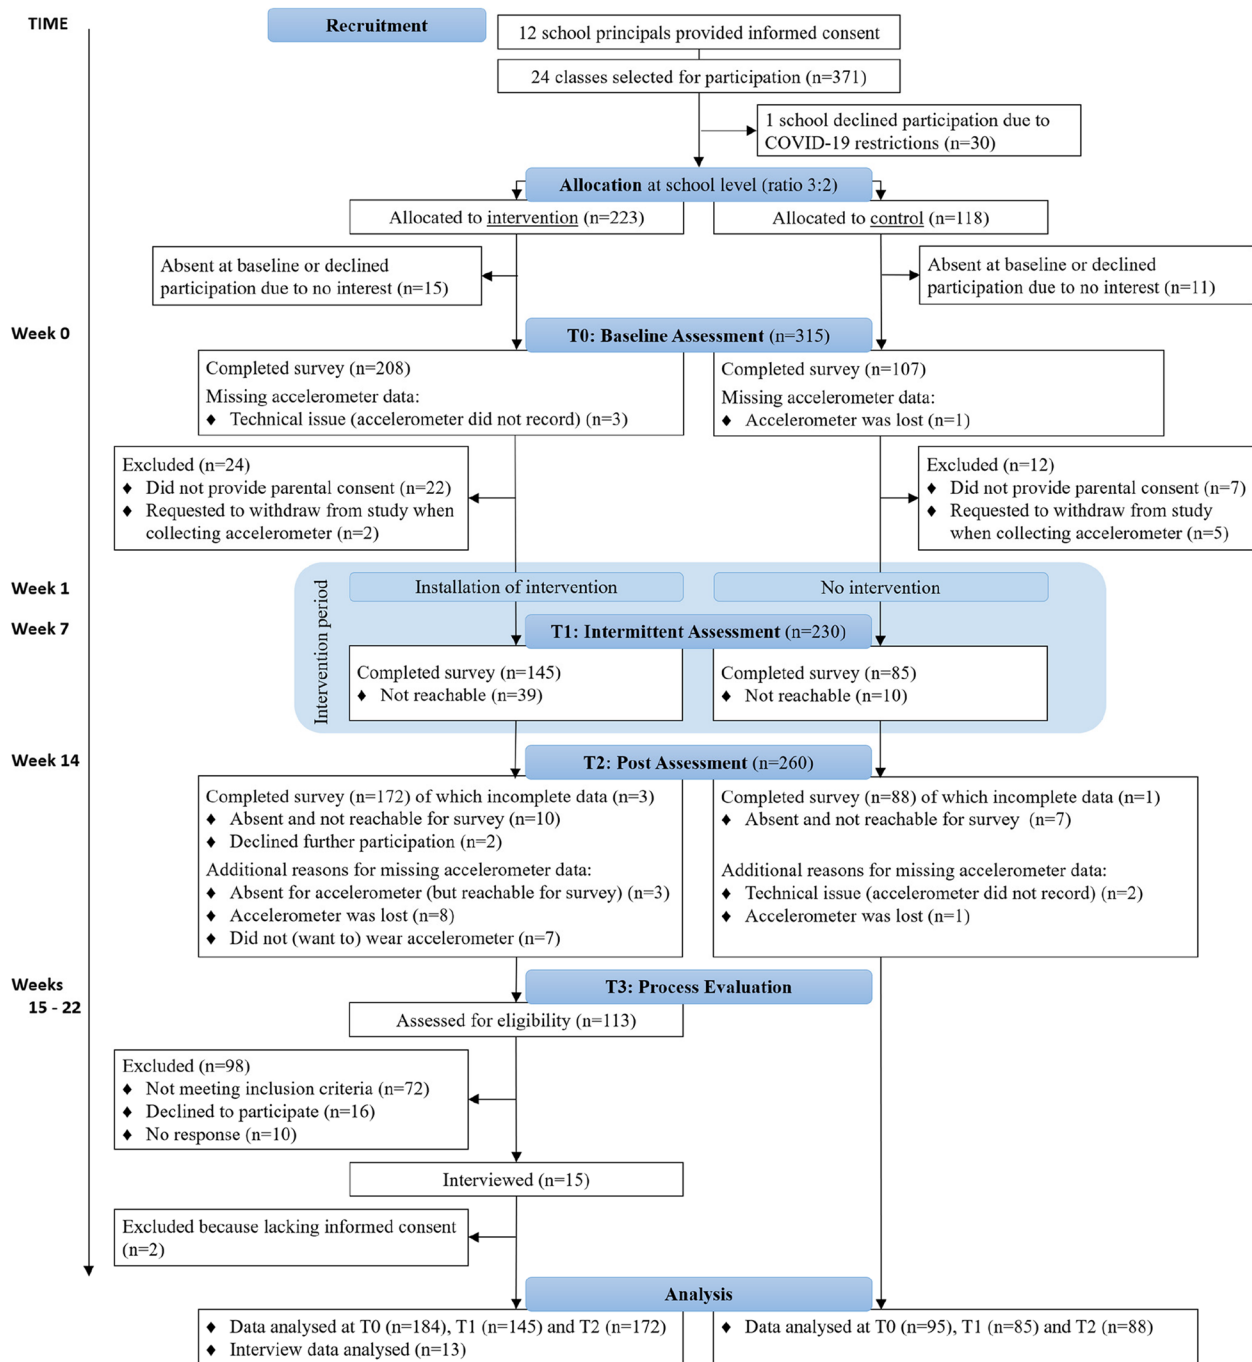 TIME
Recruitment
12 school principals provided informed consent
24 classes selected for participation (n=371)
1 school declined participation due to
COVID-19 restrictions (n=30)
Allocation at school level (ratio 3:2)
Allocated to intervention (n=223)
Allocated to control (n=118)
Absent at baseline or declined
participation due to no interest (n=15)
Absent at baseline or declined
participation due to no interest (n=11)
Week 0
T0: Baseline Assessment (n=315)
Completed survey (n=208)
Missing accelerometer data:
♦ Technical issue (accelerometer did not record) (n=3)
Completed survey (n=107)
Missing accelerometer data:
♦ Accelerometer was lost (n=1)
Excluded (n=24)
♦ Did not provide parental consent (n=22)
♦ Requested to withdraw from study when
collecting accelerometer (n=2)
Excluded (n=12)
♦ Did not provide parental consent (n=7)
♦ Requested to withdraw from study
when collecting accelerometer (n=5)
Week 1
Intervention period
Installation of intervention
No intervention
Week 7
T1: Intermittent Assessment (n=230)
Completed survey (n=145)
♦ Not reachable (n=39)
Completed survey (n=85)
♦ Not reachable (n=10)
Week 14
T2: Post Assessment (n=260)
Completed survey (n=172) of which incomplete data (n=3)
♦ Absent and not reachable for survey (n=10)
♦ Declined further participation (n=2)
Additional reasons for missing accelerometer data:
♦ Absent for accelerometer (but reachable for survey) (n=3)
♦ Accelerometer was lost (n=8)
♦ Did not (want to) wear accelerometer (n=7)
Completed survey (n=88) of which incomplete data (n=1)
♦ Absent and not reachable for survey (n=7)
Additional reasons for missing accelerometer data:
♦ Technical issue (accelerometer did not record) (n=2)
♦ Accelerometer was lost (n=1)
Weeks
15 - 22
T3: Process Evaluation
Assessed for eligibility (n=113)
Excluded (n=98)
♦ Not meeting inclusion criteria (n=72)
♦ Declined to participate (n=16)
♦ No response (n=10)
Interviewed (n=15)
Excluded because lacking informed consent
(n=2)
Analysis
♦ Data analysed at T0 (n=184), T1 (n=145) and T2 (n=172)
♦ Interview data analysed (n=13)
♦ Data analysed at T0 (n=95), T1 (n=85) and T2 (n=88)